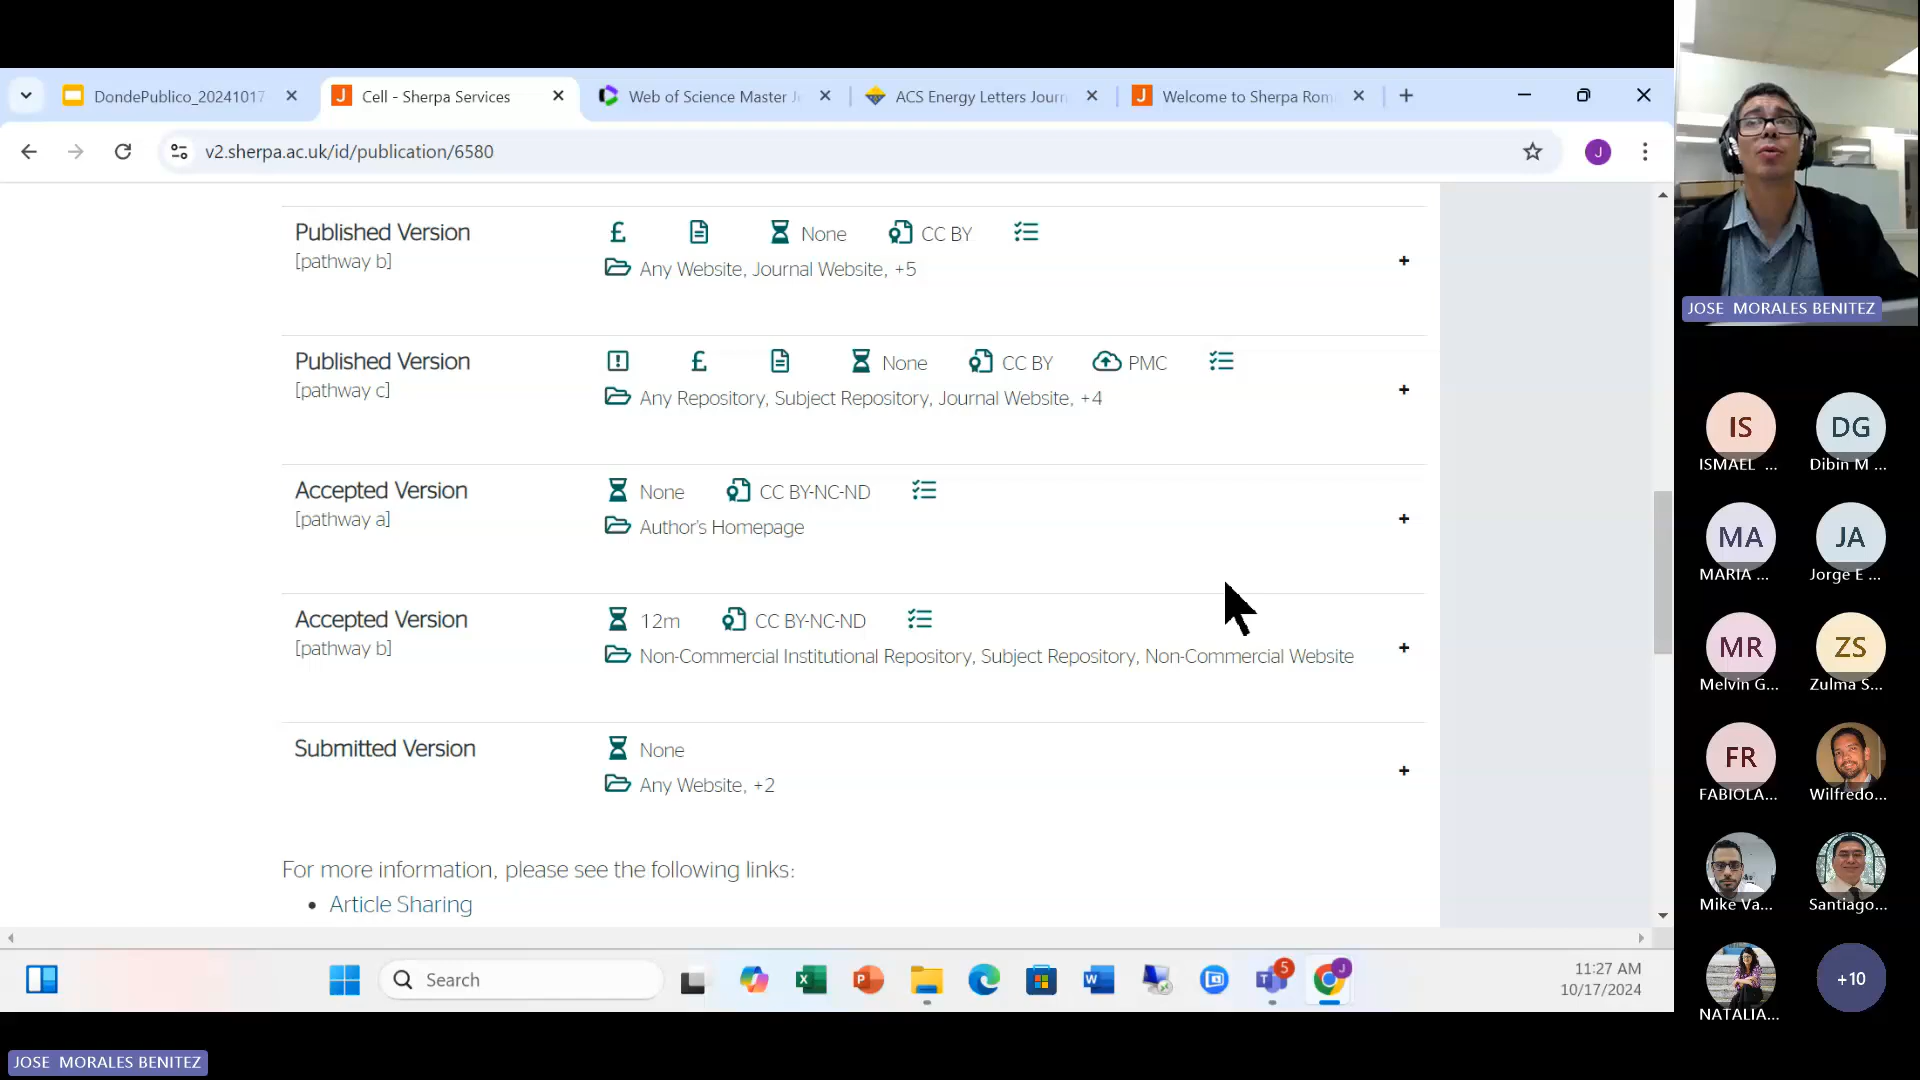 DondePublico_20241017
Cell - Sherpa Services
Web of Science Master J
ACS Energy Letters Journ
Welcome to Sherpa Rom
v2.sherpa.ac.uk/id/publication/6580
J
Published Version
[pathway b]
£ None CC BY
Any Website, Journal Website, +5
+
Published Version
[pathway c]
£ None CC BY PMC
Any Repository, Subject Repository, Journal Website, +4
+
Accepted Version
[pathway a]
None CC BY-NC-ND
Author's Homepage
+
Accepted Version
[pathway b]
12m CC BY-NC-ND
Non-Commercial Institutional Repository, Subject Repository, Non-Commercial Website
+
Submitted Version
None
Any Website, +2
+
For more information, please see the following links:
• Article Sharing
Search
5
J
11:27 AM
10/17/2024
JOSE MORALES BENITEZ
JOSE MORALES BENITEZ
IS
ISMAEL ...
DG
Dibin M ...
MA
MARIA ...
JA
Jorge E ...
MR
Melvin G...
ZS
Zulma S...
FR
FABIOLA...
Wilfredo...
Mike Va...
Santiago...
NATALIA...
+10